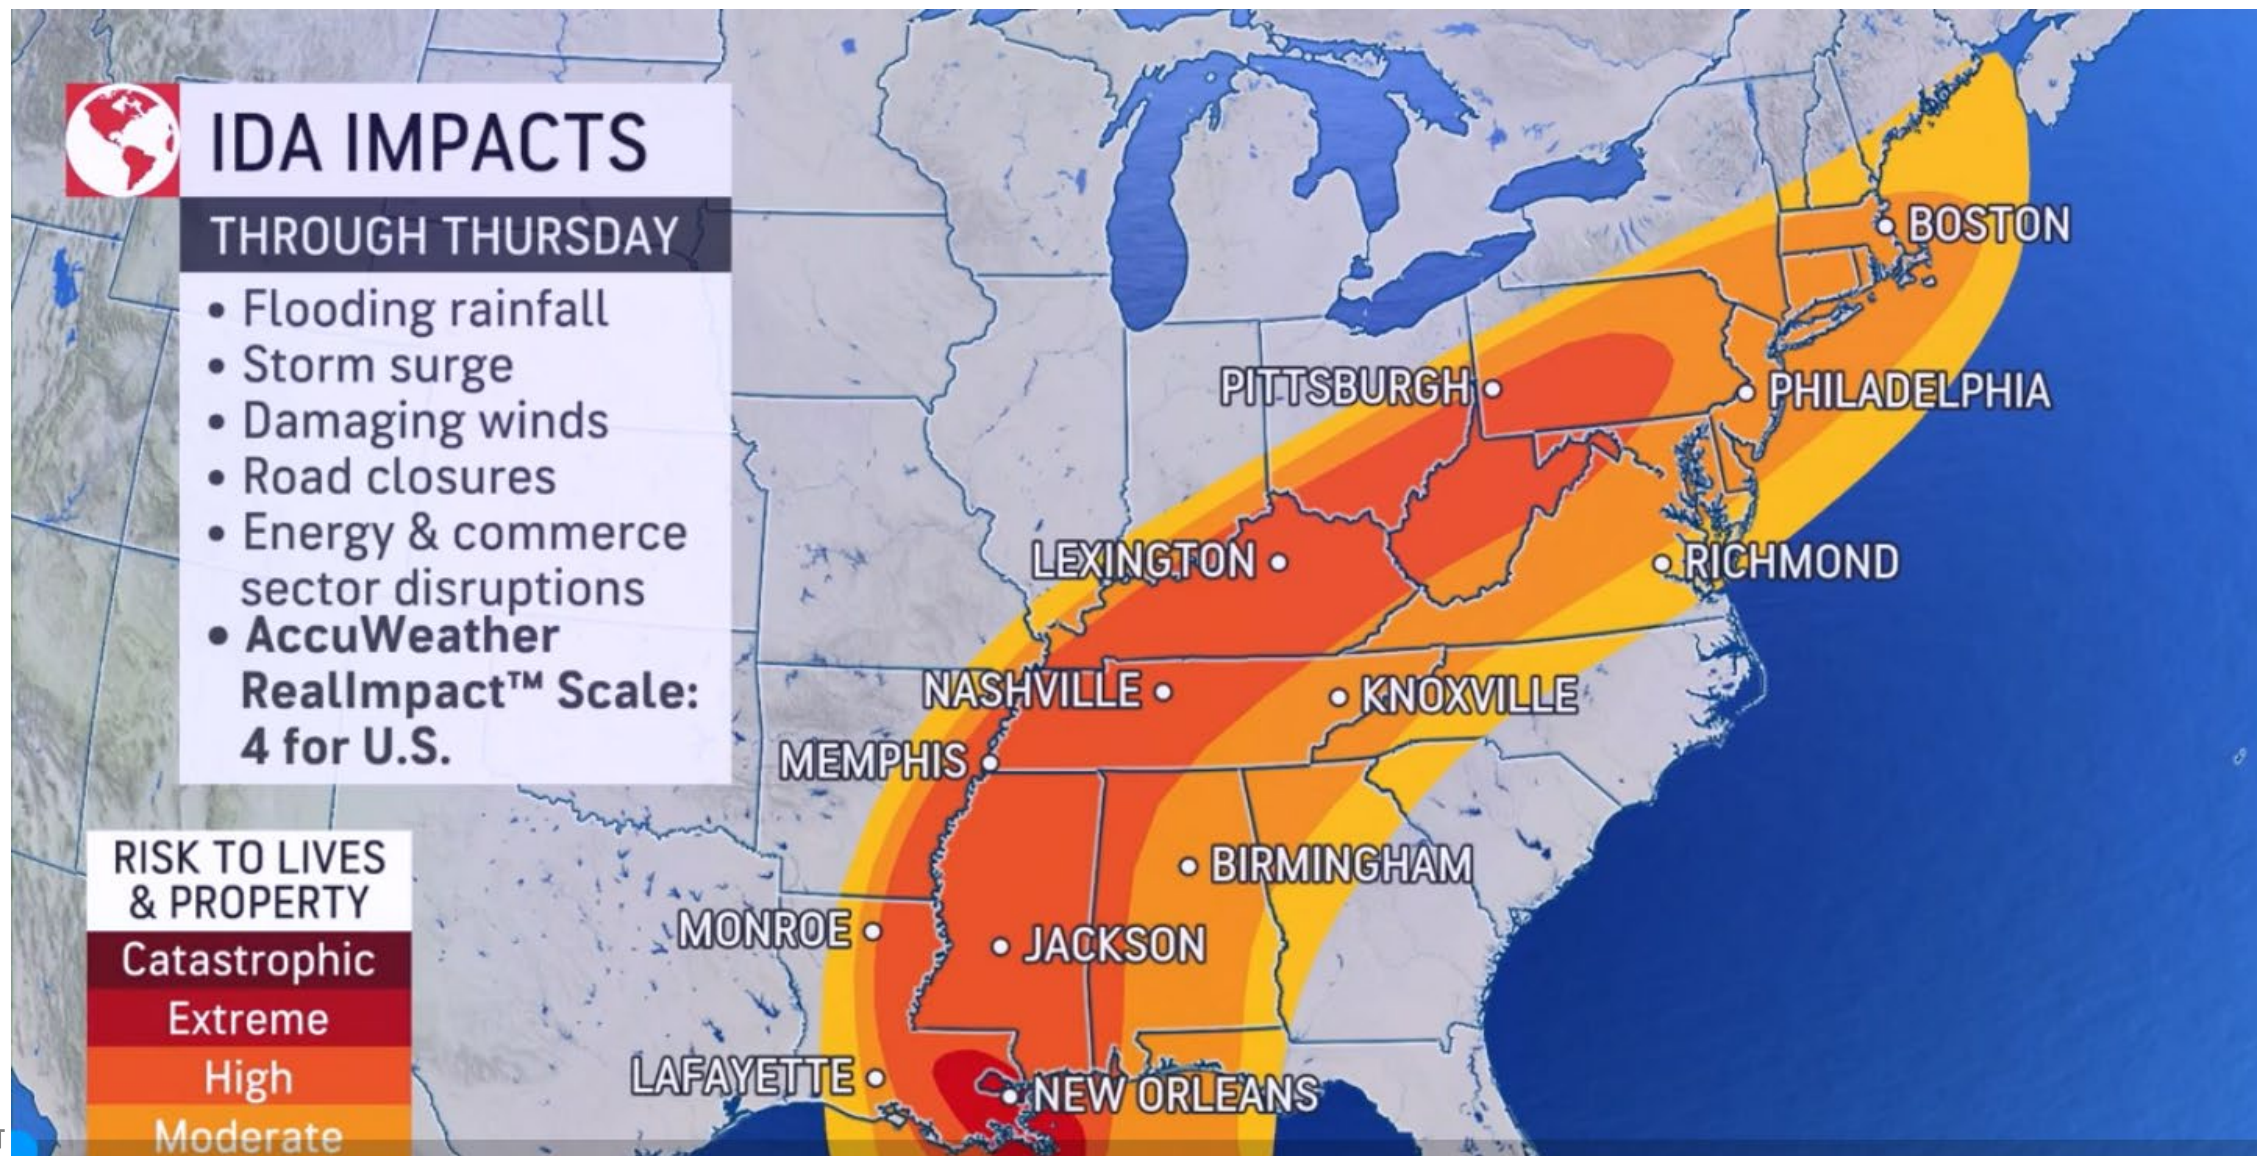 IDA IMPACTS
THROUGH THURSDAY
• Flooding rainfall
• Storm surge
• Damaging winds
• Road closures
• Energy & commerce
sector disruptions
• AccuWeather
RealImpact™ Scale:
4 for U.S.
RISK TO LIVES
& PROPERTY
Catastrophic
Extreme
High
Moderate
BOSTON
PITTSBURGH
PHILADELPHIA
LEXINGTON
RICHMOND
NASHVILLE
KNOXVILLE
MEMPHIS
BIRMINGHAM
MONROE
JACKSON
LAFAYETTE
NEW ORLEANS